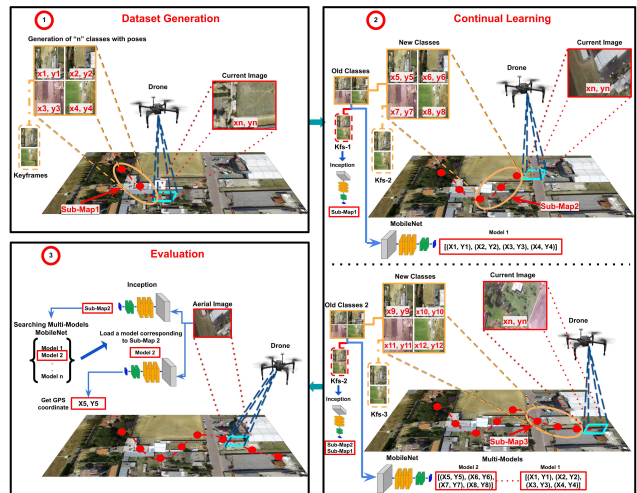 1
Dataset Generation
Generation of "n" classes with poses
x1, y1
x2, y2
x3, y3
x4, y4
Keyframes
Drone
Current Image
xn, yn
Sub-Map1
2
Continual Learning
New Classes
Old Classes
x5, y5
x6, y6
x7, y7
x8, y8
Kfs-1
Inception
Sub-Map1
Kfs-2
Drone
Current Image
xn, yn
Sub-Map2
MobileNet
Model 1
[(X1, Y1), (X2, Y2), (X3, Y3), (X4, Y4)]
New Classes
Old Classes 2
x9, y9
x10, y10
x11, y11
x12, y12
Kfs-2
Inception
Sub-Map2
Sub-Map1
Kfs-3
Current Image
xn, yn
Drone
Sub-Map3
MobileNet
Multi-Models
Model 2
[(X5, Y5), (X6, Y6),
(X7, Y7), (X8, Y8)]
Model 1
[(X1, Y1), (X2, Y2),
(X3, Y3), (X4, Y4)]
3
Evaluation
Inception
Sub-Map2
Aerial Image
Searching Multi-Models
MobileNet
Model 1
Model 2
.
.
Model n
Load a model corresponding
to Sub-Map 2
Model 2
Drone
Get GPS
coordinate
X5, Y5